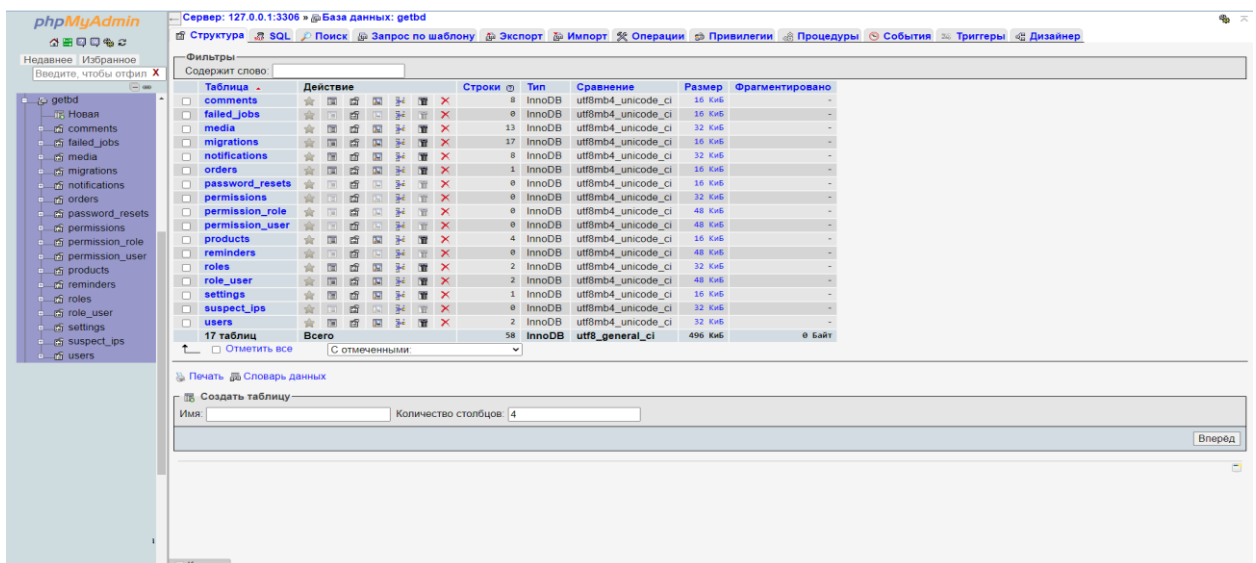 phpMyAdmin
Недавнее Избранное
Введите, чтобы отфил X
getbd
Новая
comments
failed_jobs
media
migrations
notifications
orders
password_resets
permissions
permission_role
permission_user
products
reminders
roles
role_user
settings
suspect_ips
users
Сервер: 127.0.0.1:3306 » База данных: getbd
Структура SQL Поиск Запрос по шаблону Экспорт Импорт Операции Привилегии Процедуры События Триггеры Дизайнер
Фильтры
Содержит слово:
Таблица Действие Строки Тип Сравнение Размер Фрагментировано
comments 8 InnoDB utf8mb4_unicode_ci 16 КиБ -
failed_jobs 0 InnoDB utf8mb4_unicode_ci 16 КиБ -
media 13 InnoDB utf8mb4_unicode_ci 32 КиБ -
migrations 17 InnoDB utf8mb4_unicode_ci 16 КиБ -
notifications 8 InnoDB utf8mb4_unicode_ci 32 КиБ -
orders 1 InnoDB utf8mb4_unicode_ci 16 КиБ -
password_resets 0 InnoDB utf8mb4_unicode_ci 16 КиБ -
permissions 0 InnoDB utf8mb4_unicode_ci 32 КиБ -
permission_role 0 InnoDB utf8mb4_unicode_ci 48 КиБ -
permission_user 0 InnoDB utf8mb4_unicode_ci 48 КиБ -
products 4 InnoDB utf8mb4_unicode_ci 16 КиБ -
reminders 0 InnoDB utf8mb4_unicode_ci 48 КиБ -
roles 2 InnoDB utf8mb4_unicode_ci 32 КиБ -
role_user 2 InnoDB utf8mb4_unicode_ci 48 КиБ -
settings 1 InnoDB utf8mb4_unicode_ci 16 КиБ -
suspect_ips 0 InnoDB utf8mb4_unicode_ci 32 КиБ -
users 2 InnoDB utf8mb4_unicode_ci 32 КиБ -
17 таблиц Всего 58 InnoDB utf8_general_ci 496 КиБ 0 Байт
Отметить все С отмеченными:
Печать Словарь данных
Создать таблицу
Имя: Количество столбцов: 4
Вперёд